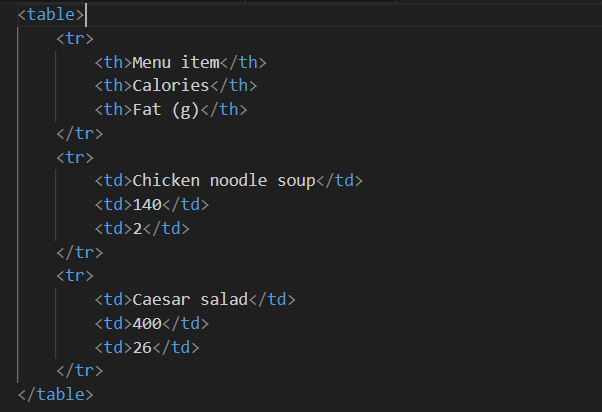 <table>
<tr>
<th>Menu item</th>
<th>Calories</th>
<th>Fat (g)</th>
</tr>
<tr>
<td>Chicken noodle soup</td>
<td>140</td>
<td>2</td>
</tr>
<tr>
<td>Caesar salad</td>
<td>400</td>
<td>26</td>
</tr>
</table>